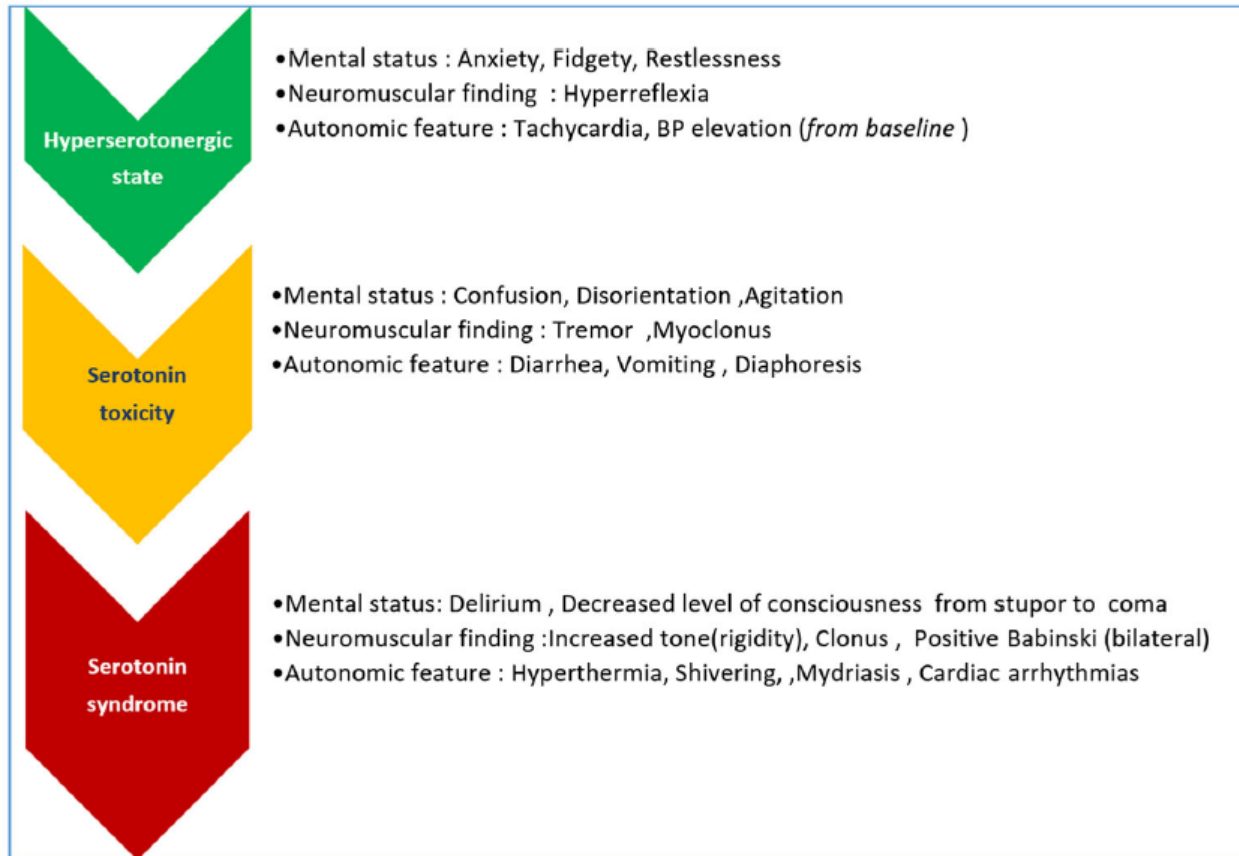 •Mental status : Anxiety, Fidgety, Restlessness
•Neuromuscular finding : Hyperreflexia
•Autonomic feature : Tachycardia, BP elevation (from baseline )
Hyperserotonergic
state
•Mental status : Confusion, Disorientation ,Agitation
•Neuromuscular finding : Tremor ,Myoclonus
•Autonomic feature : Diarrhea, Vomiting , Diaphoresis
Serotonin
toxicity
•Mental status: Delirium , Decreased level of consciousness from stupor to coma
•Neuromuscular finding :Increased tone(rigidity), Clonus , Positive Babinski (bilateral)
•Autonomic feature : Hyperthermia, Shivering, ,Mydriasis , Cardiac arrhythmias
Serotonin
syndrome